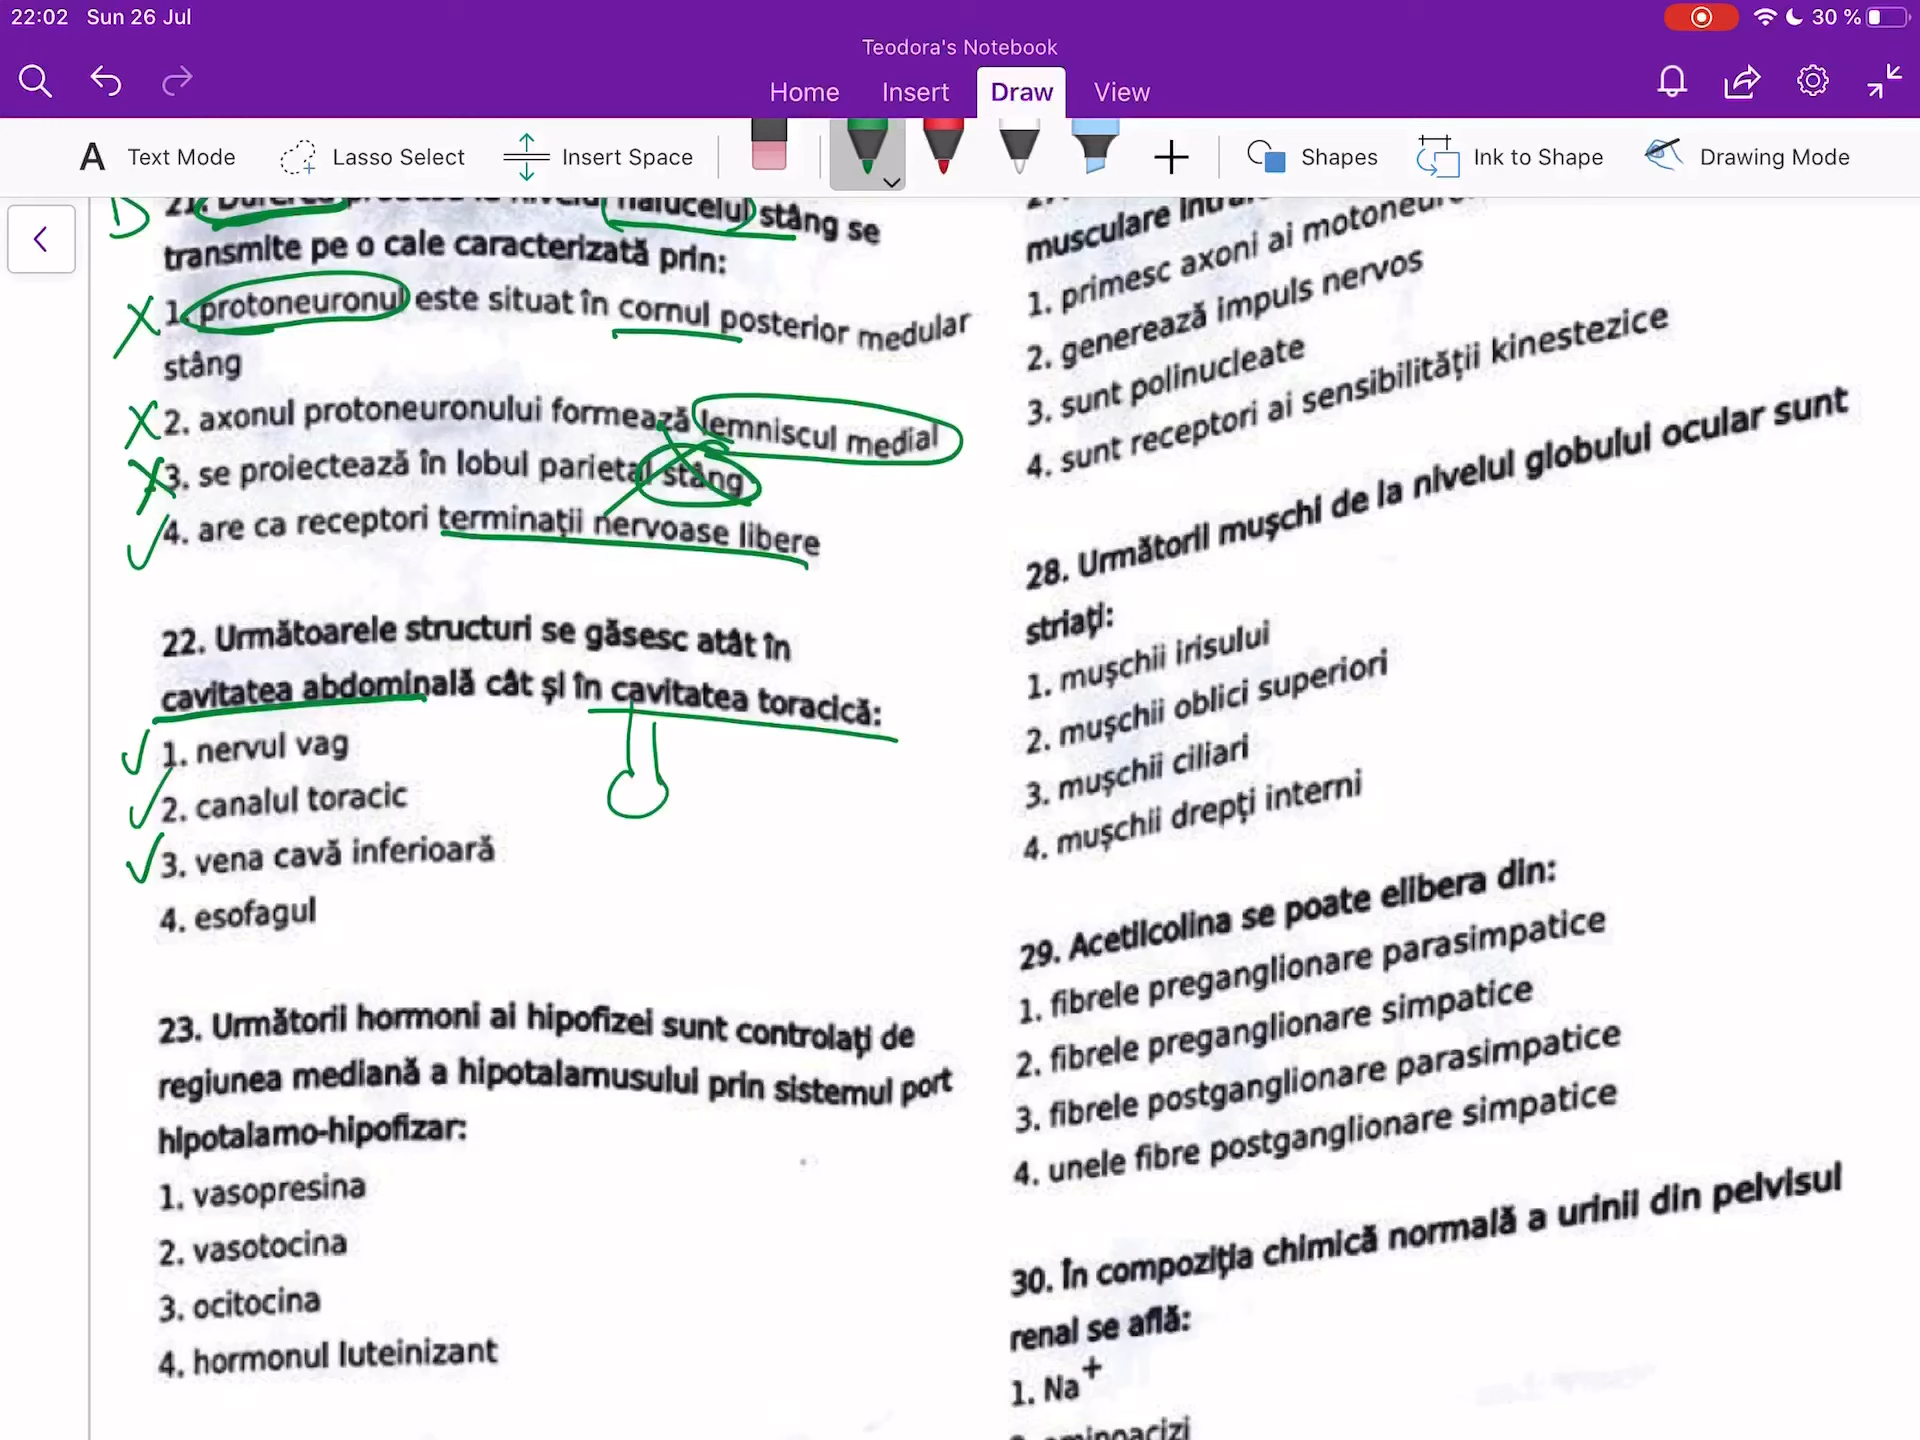 22:02 Sun 26 Jul
30 %
Teodora's Notebook
Home Insert Draw View
A Text Mode Lasso Select Insert Space Shapes Ink to Shape Drawing Mode
D 21. Durerea halucelul stâng se
transmite pe o cale caracterizată prin:
X 1. protoneuronul este situat în cornul posterior medular
stâng
X 2. axonul protoneuronului formează lemniscul medial
X 3. se proiectează în lobul parietal stâng
4. are ca receptori terminații nervoase libere
22. Următoarele structuri se găsesc atât în
cavitatea abdominală cât și în cavitatea toracică:
1. nervul vag
2. canalul toracic
3. vena cavă inferioară
4. esofagul
23. Următorii hormoni ai hipofizei sunt controlați de
regiunea mediană a hipotalamusului prin sistemul port
hipotalamo-hipofizar:
1. vasopresina
2. vasotocina
3. ocitocina
4. hormonul luteinizant
musculare
1. primesc axoni ai
2. generează impuls nervos
3. sunt polinucleate
4. sunt receptori ai sensibilității kinestezice
28. Următorii mușchi de la nivelul globului ocular sunt
striați:
1. mușchii irisului
2. mușchii oblici superiori
3. mușchii ciliari
4. mușchii drepți interni
29. Acetilcolina se poate elibera din:
1. fibrele preganglionare parasimpatice
2. fibrele preganglionare simpatice
3. fibrele postganglionare parasimpatice
4. unele fibre postganglionare simpatice
30. În compoziția chimică normală a urinii din pelvisul
renal se află:
1. Na+
aminoacizi